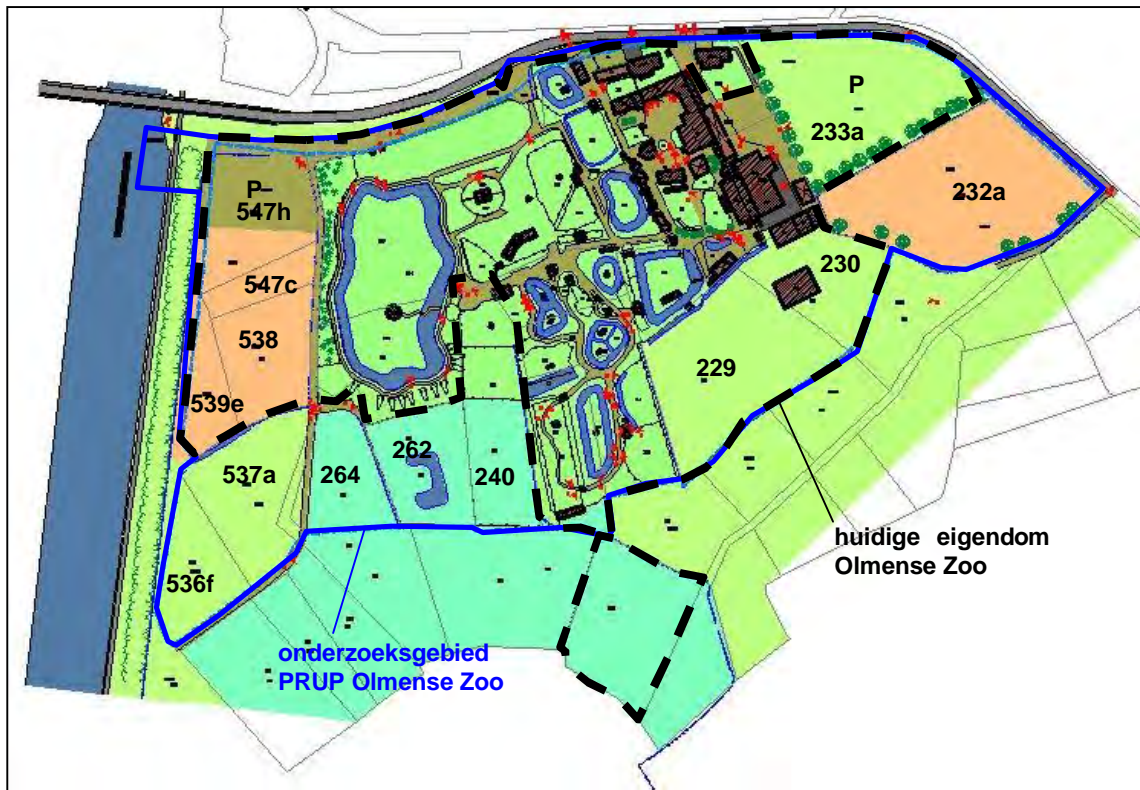 P
233a
232a
P
547h
547c
538
539e
230
229
537a
264
262
240
536f
huidige eigendom
Olmense Zoo
onderzoeksgebied
PRUP Olmense Zoo